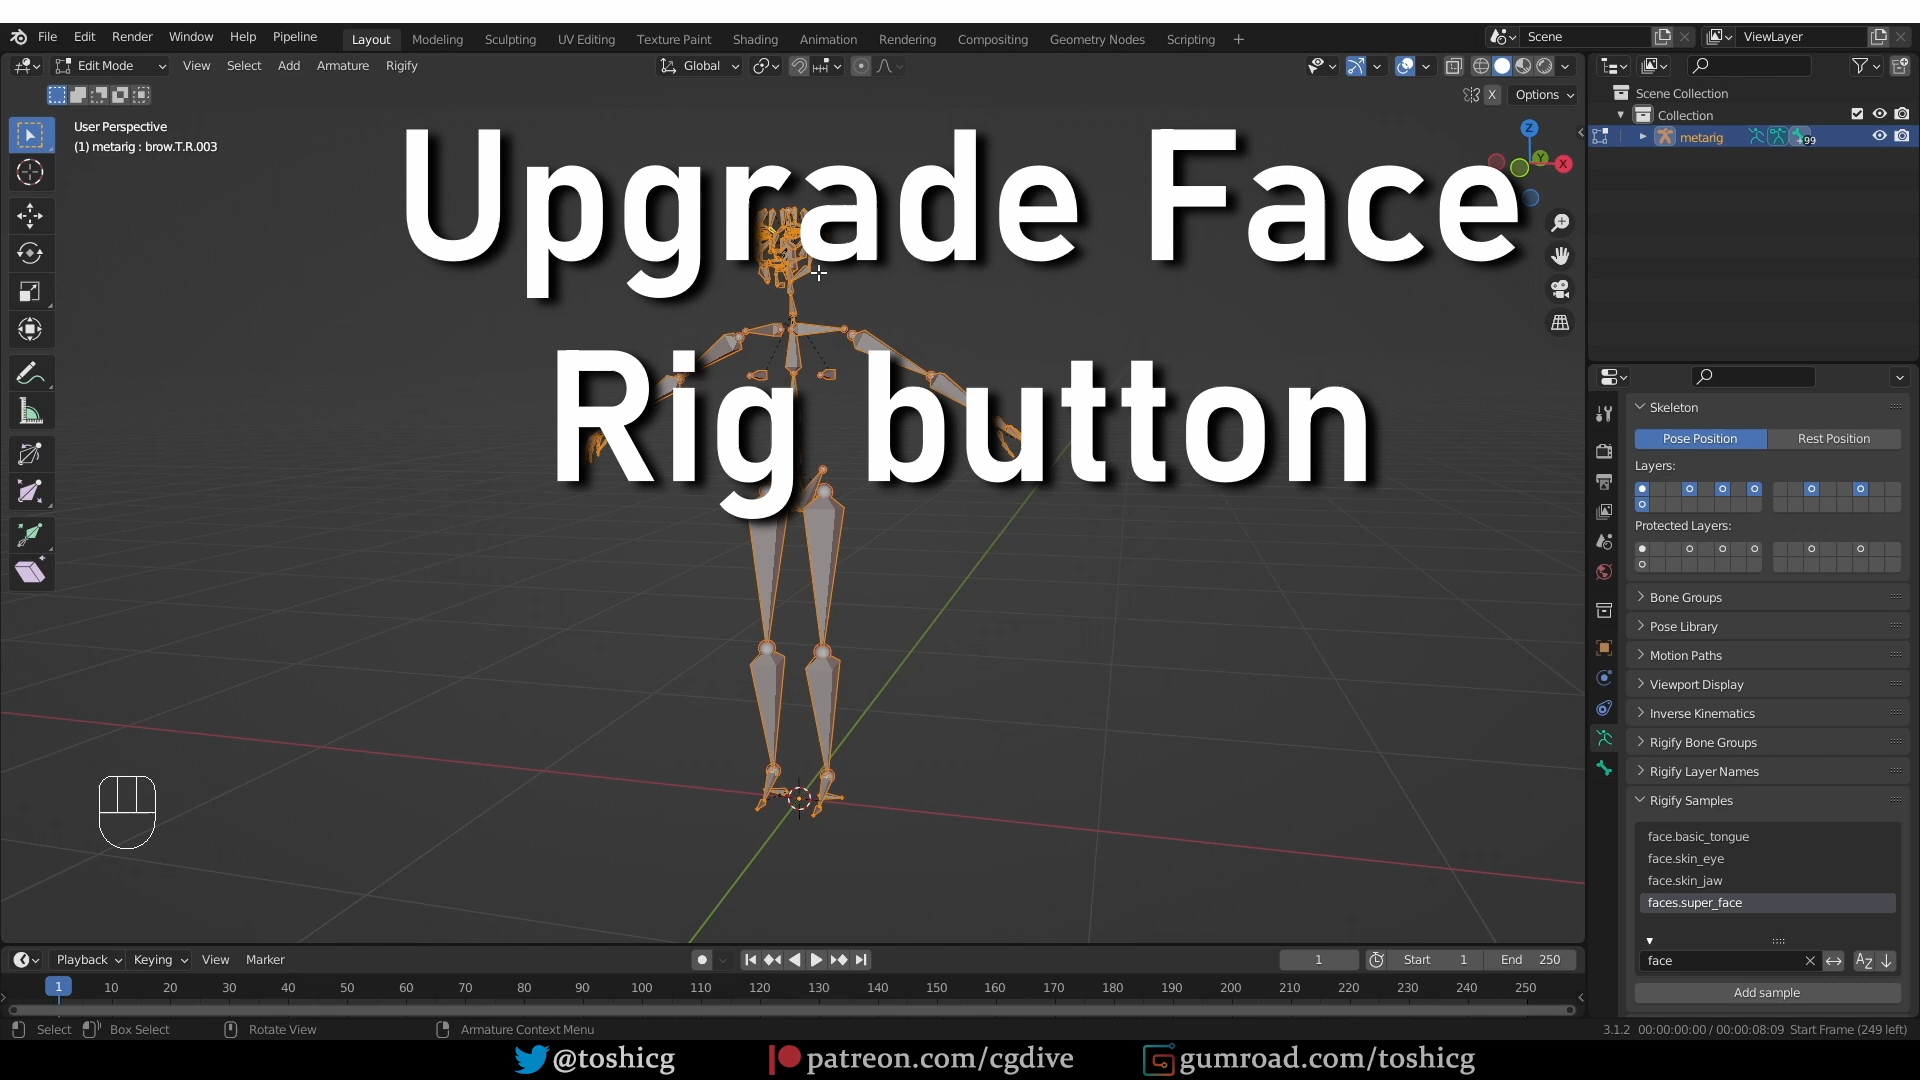 File Edit Render Window Help Pipeline Layout Modeling Sculpting UV Editing Texture Paint Shading Animation Rendering Compositing Geometry Nodes Scripting + Scene ViewLayer
Edit Mode View Select Add Armature Rigify Global
X Options
User Perspective
(1) metarig : brow.T.R.003
Upgrade Face
Rig button
Z
Y
X
Scene Collection
Collection
metarig +99
Skeleton
Pose Position Rest Position
Layers:
Protected Layers:
Bone Groups
Pose Library
Motion Paths
Viewport Display
Inverse Kinematics
Rigify Bone Groups
Rigify Layer Names
Rigify Samples
face.basic_tongue
face.skin_eye
face.skin_jaw
faces.super_face
face AZ
Add sample
Playback Keying View Marker 1 Start 1 End 250
1 10 20 30 40 50 60 70 80 90 100 110 120 130 140 150 160 170 180 190 200 210 220 230 240 250
Select Box Select Rotate View Armature Context Menu 3.1.2 00:00:00:00 / 00:00:08:09 Start Frame (249 left)
@toshicg patreon.com/cgdive gumroad.com/toshicg